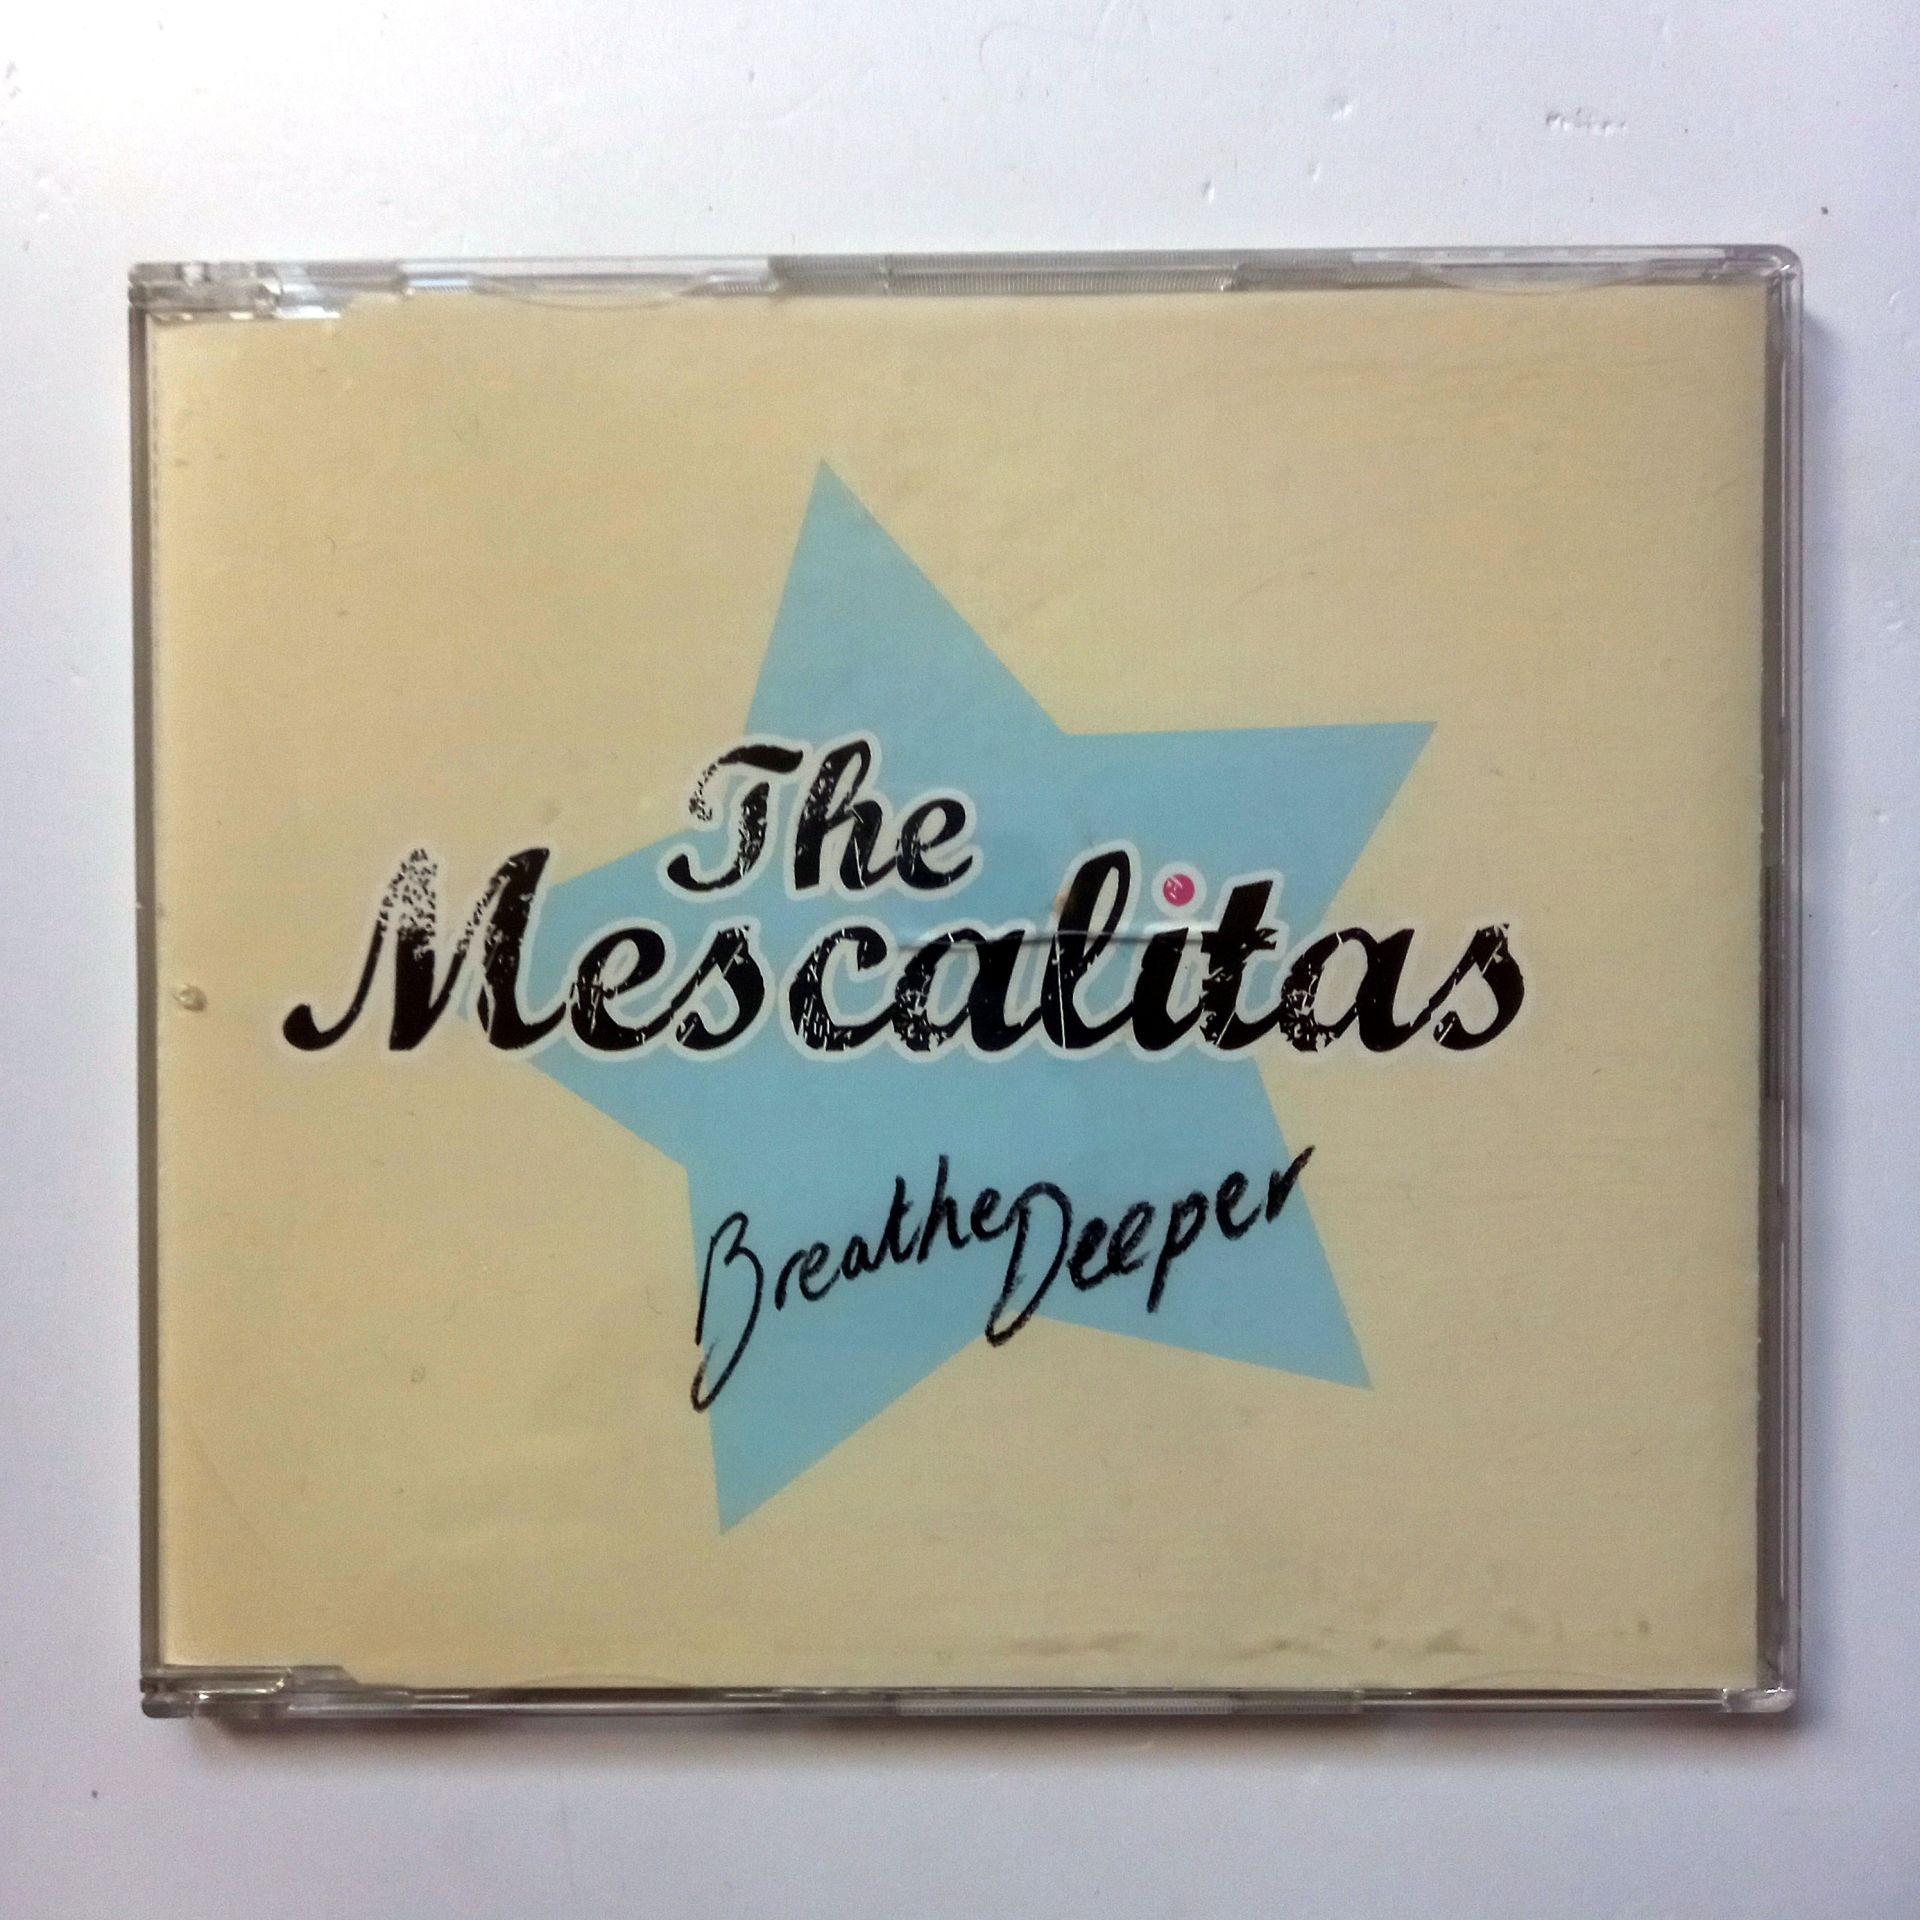 The
Mescalitas
Breathe Deeper